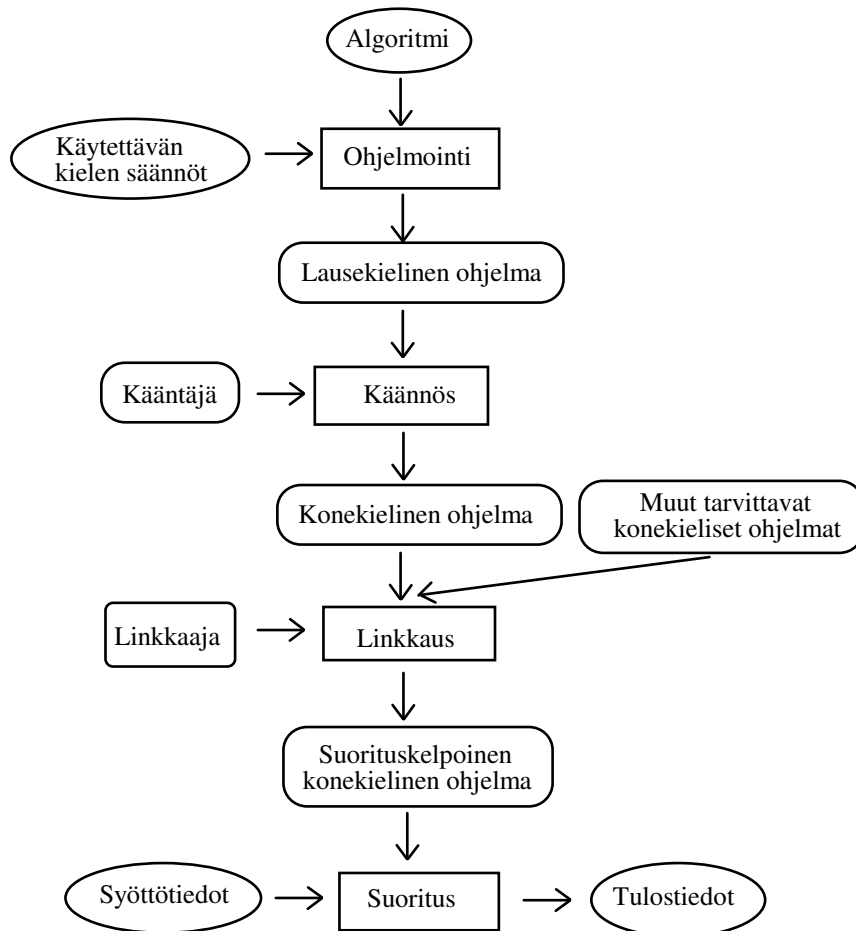 Algoritmi
Käytettävän
kielen säännöt
Ohjelmointi
Lausekielinen ohjelma
Kääntäjä
Käännös
Konekielinen ohjelma
Muut tarvittavat
konekieliset ohjelmat
Linkkaaja
Linkkaus
Suorituskelpoinen
konekielinen ohjelma
Syöttötiedot
Suoritus
Tulostiedot